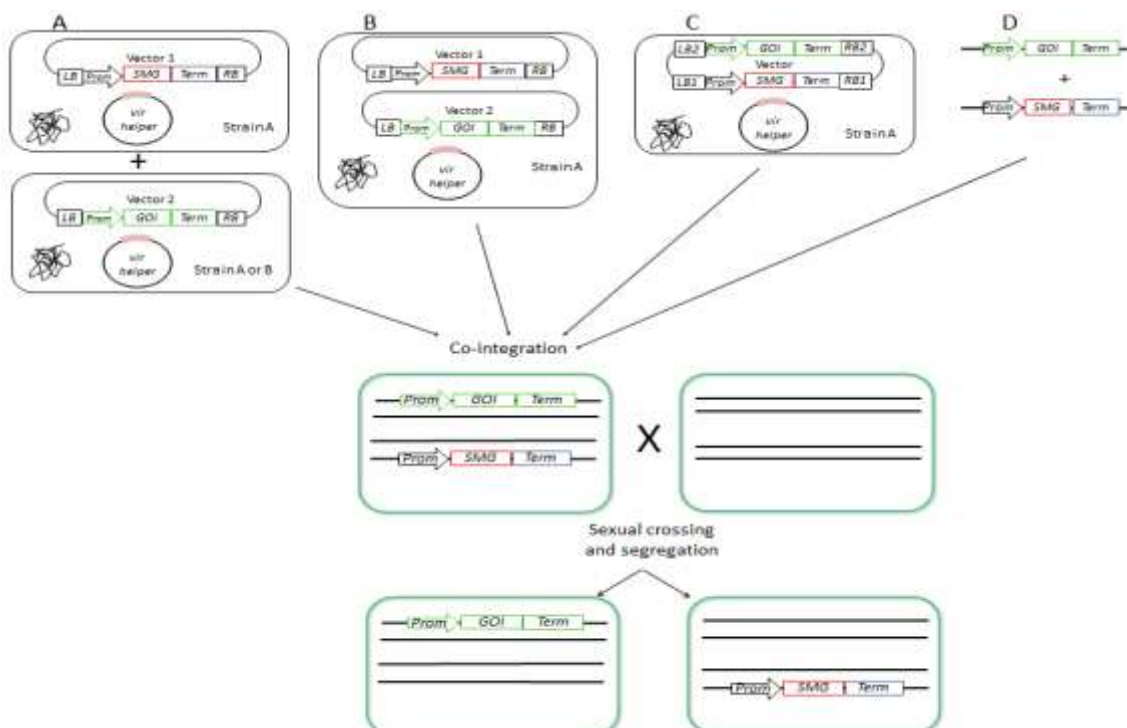 A
Vector 1
LB Prom SMG Term RB
vir
helper
Strain A
+
Vector 2
LB Prom GOI Term RB
vir
helper
Strain A or B
B
Vector 1
LB Prom SMG Term RB
Vector 2
LB Prom GOI Term RB
vir
helper
Strain A
C
LB2 Prom GOI Term RB2
Vector
LB1 Prom SMG Term RB1
vir
helper
Strain A
D
Prom GOI Term
+
Prom SMG Term
Co-integration
Prom GOI Term
Prom SMG Term
X
Sexual crossing
and segregation
Prom GOI Term
Prom SMG Term